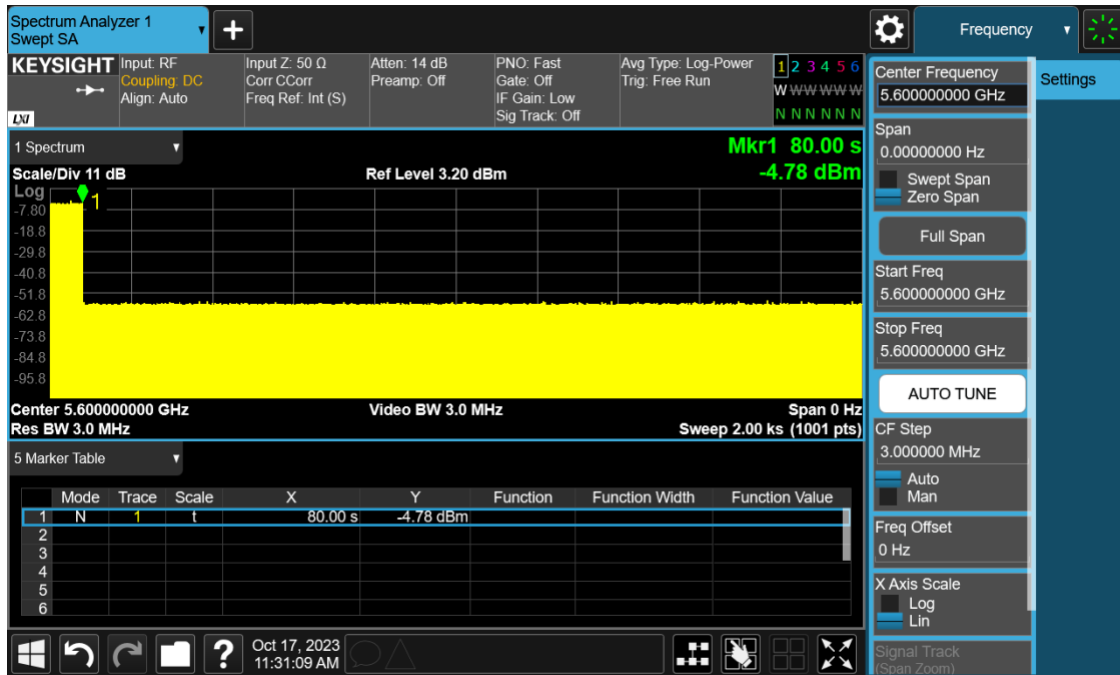 Spectrum Analyzer 1
Swept SA
Frequency
KEYSIGHT
LXI
Input: RF
Coupling: DC
Align: Auto
Input Z: 50 Ω
Corr CCorr
Freq Ref: Int (S)
Atten: 14 dB
Preamp: Off
PNO: Fast
Gate: Off
IF Gain: Low
Sig Track: Off
Avg Type: Log-Power
Trig: Free Run
1 2 3 4 5 6
W W W W W W
N N N N N N
1 Spectrum
Mkr1 80.00 s
-4.78 dBm
Scale/Div 11 dB
Ref Level 3.20 dBm
Log
1
-7.80
-18.8
-29.8
-40.8
-51.8
-62.8
-73.8
-84.8
-95.8
Center 5.600000000 GHz
Video BW 3.0 MHz
Span 0 Hz
Res BW 3.0 MHz
Sweep 2.00 ks (1001 pts)
5 Marker Table
Mode Trace Scale X Y Function Function Width Function Value
1 N 1 t 80.00 s -4.78 dBm
2
3
4
5
6
Oct 17, 2023
11:31:09 AM
?
Center Frequency
5.600000000 GHz
Settings
Span
0.00000000 Hz
Swept Span
Zero Span
Full Span
Start Freq
5.600000000 GHz
Stop Freq
5.600000000 GHz
AUTO TUNE
CF Step
3.000000 MHz
Auto
Man
Freq Offset
0 Hz
X Axis Scale
Log
Lin
Signal Track
(Span Zoom)